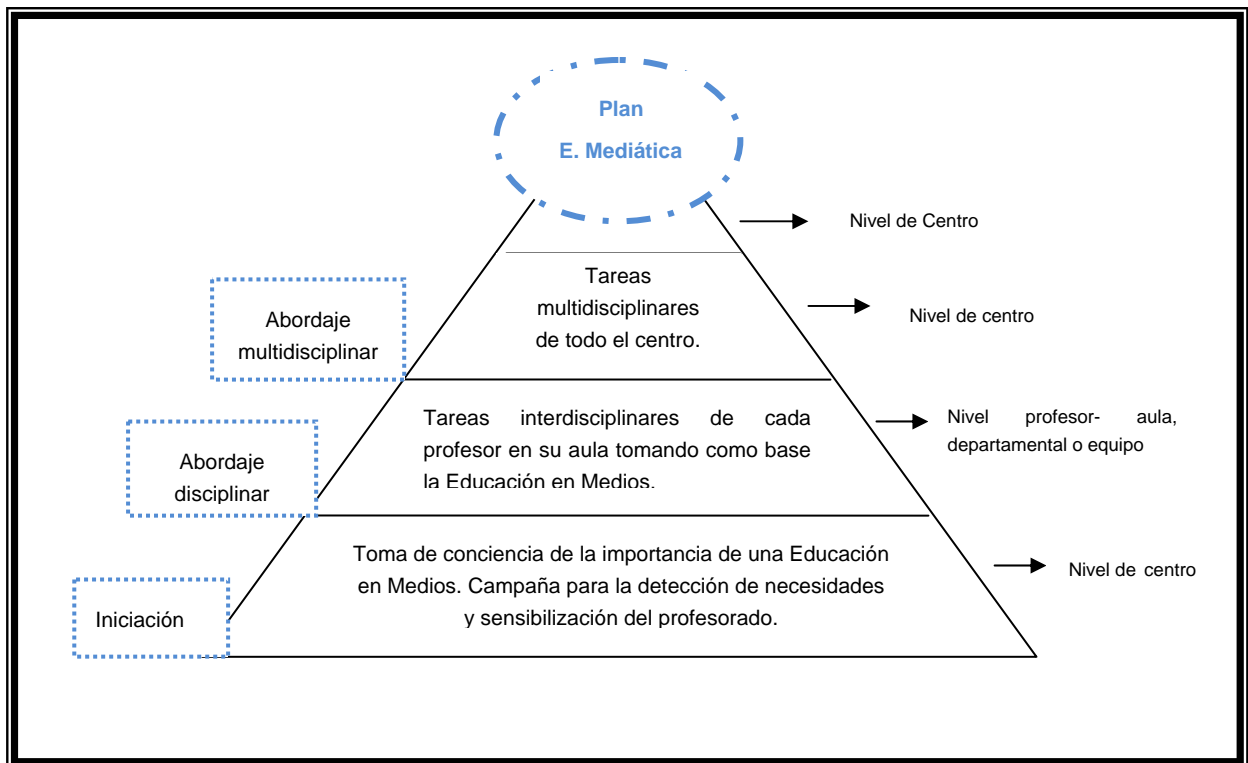 Plan
E. Mediática
Nivel de Centro
Tareas
multidisciplinares
de todo el centro.
Abordaje
multidisciplinar
Nivel de centro
Tareas interdisciplinares de cada
profesor en su aula tomando como base
la Educación en Medios.
Abordaje
disciplinar
Nivel profesor- aula,
departamental o equipo
Toma de conciencia de la importancia de una Educación
en Medios. Campaña para la detección de necesidades
y sensibilización del profesorado.
Iniciación
Nivel de centro